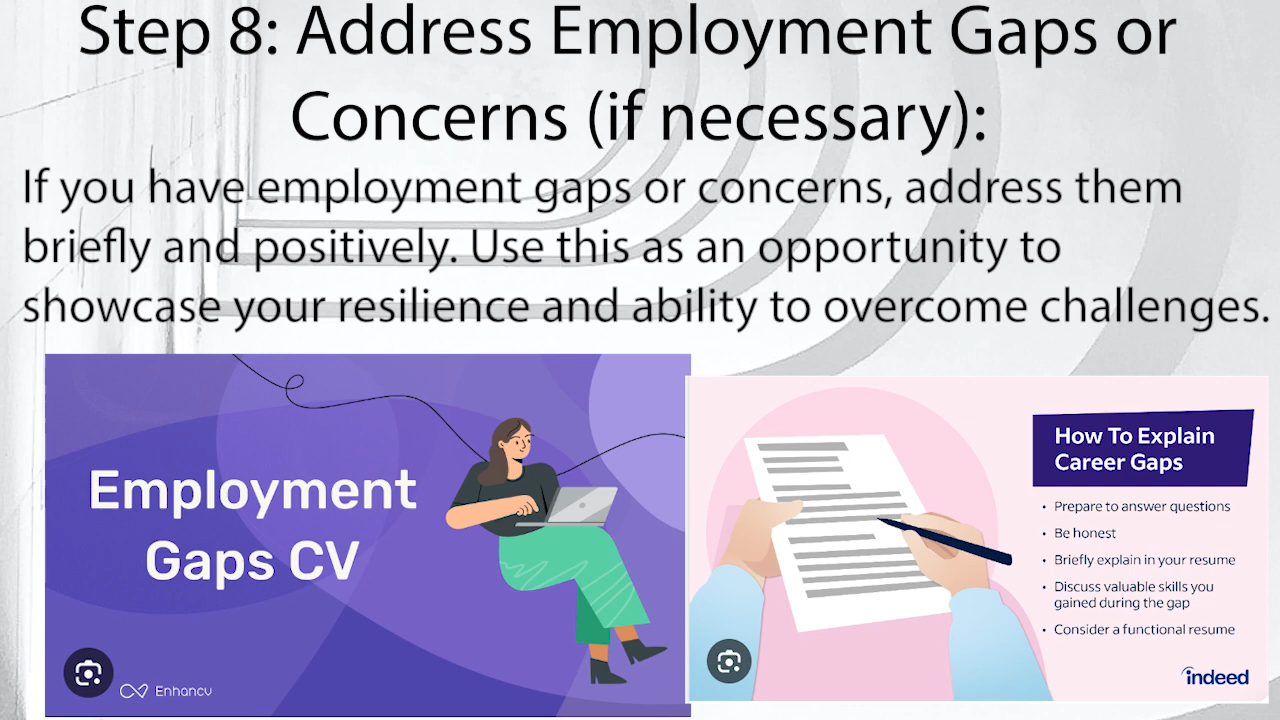 Step 8: Address Employment Gaps or
Concerns (if necessary):
If you have employment gaps or concerns, address them
briefly and positively. Use this as an opportunity to
showcase your resilience and ability to overcome challenges.
Employment
Gaps CV
Enhancv
How To Explain
Career Gaps
• Prepare to answer questions
• Be honest
• Briefly explain in your resume
• Discuss valuable skills you
gained during the gap
• Consider a functional resume
indeed